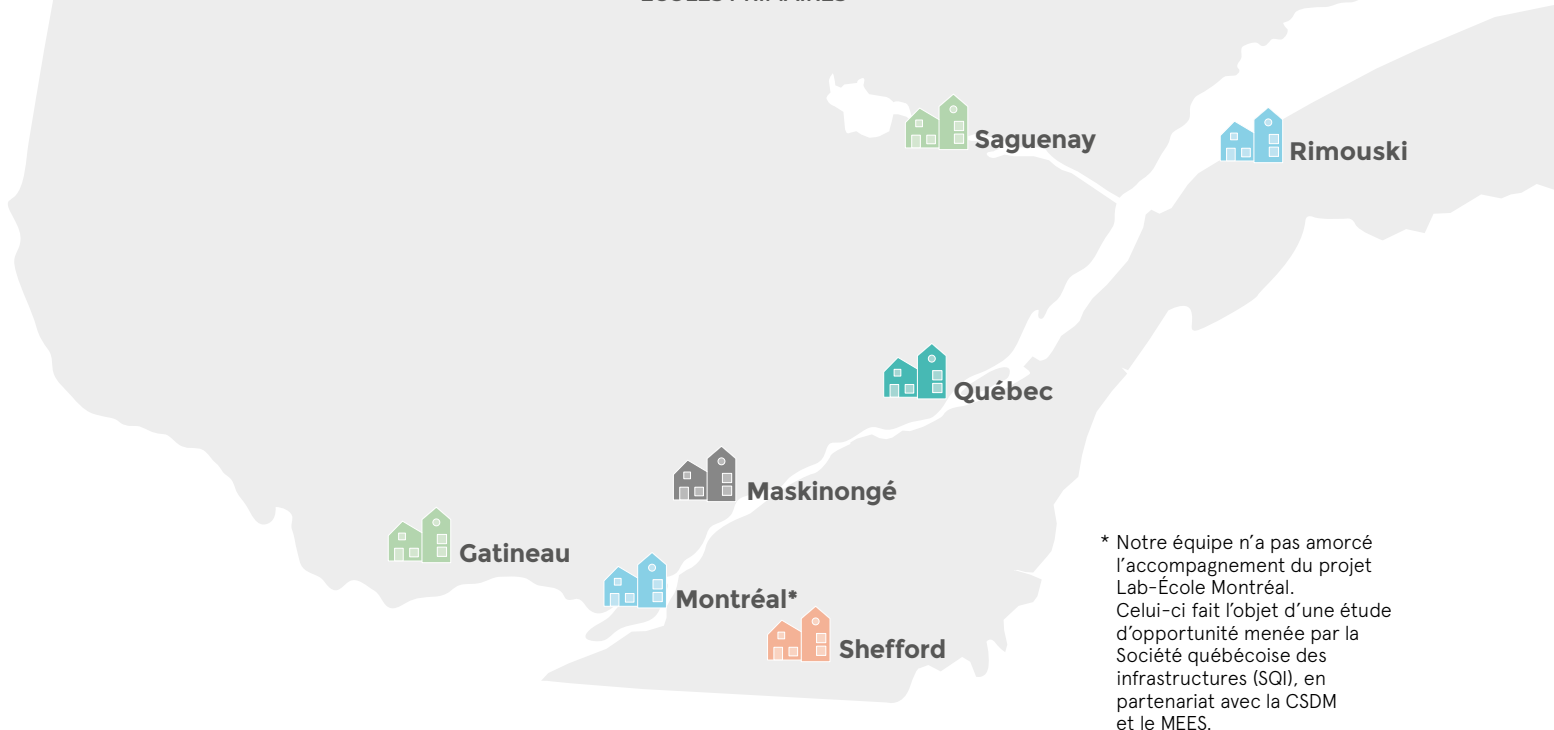 ÉCOLES PRIMAIRES
Saguenay
Rimouski
Québec
Maskinongé
Gatineau
Montréal*
Shefford
* Notre équipe n'a pas amorcé
l'accompagnement du projet
Lab-École Montréal.
Celui-ci fait l'objet d'une étude
d'opportunité menée par la
Société québécoise des
infrastructures (SQI), en
partenariat avec la CSDM
et le MEES.